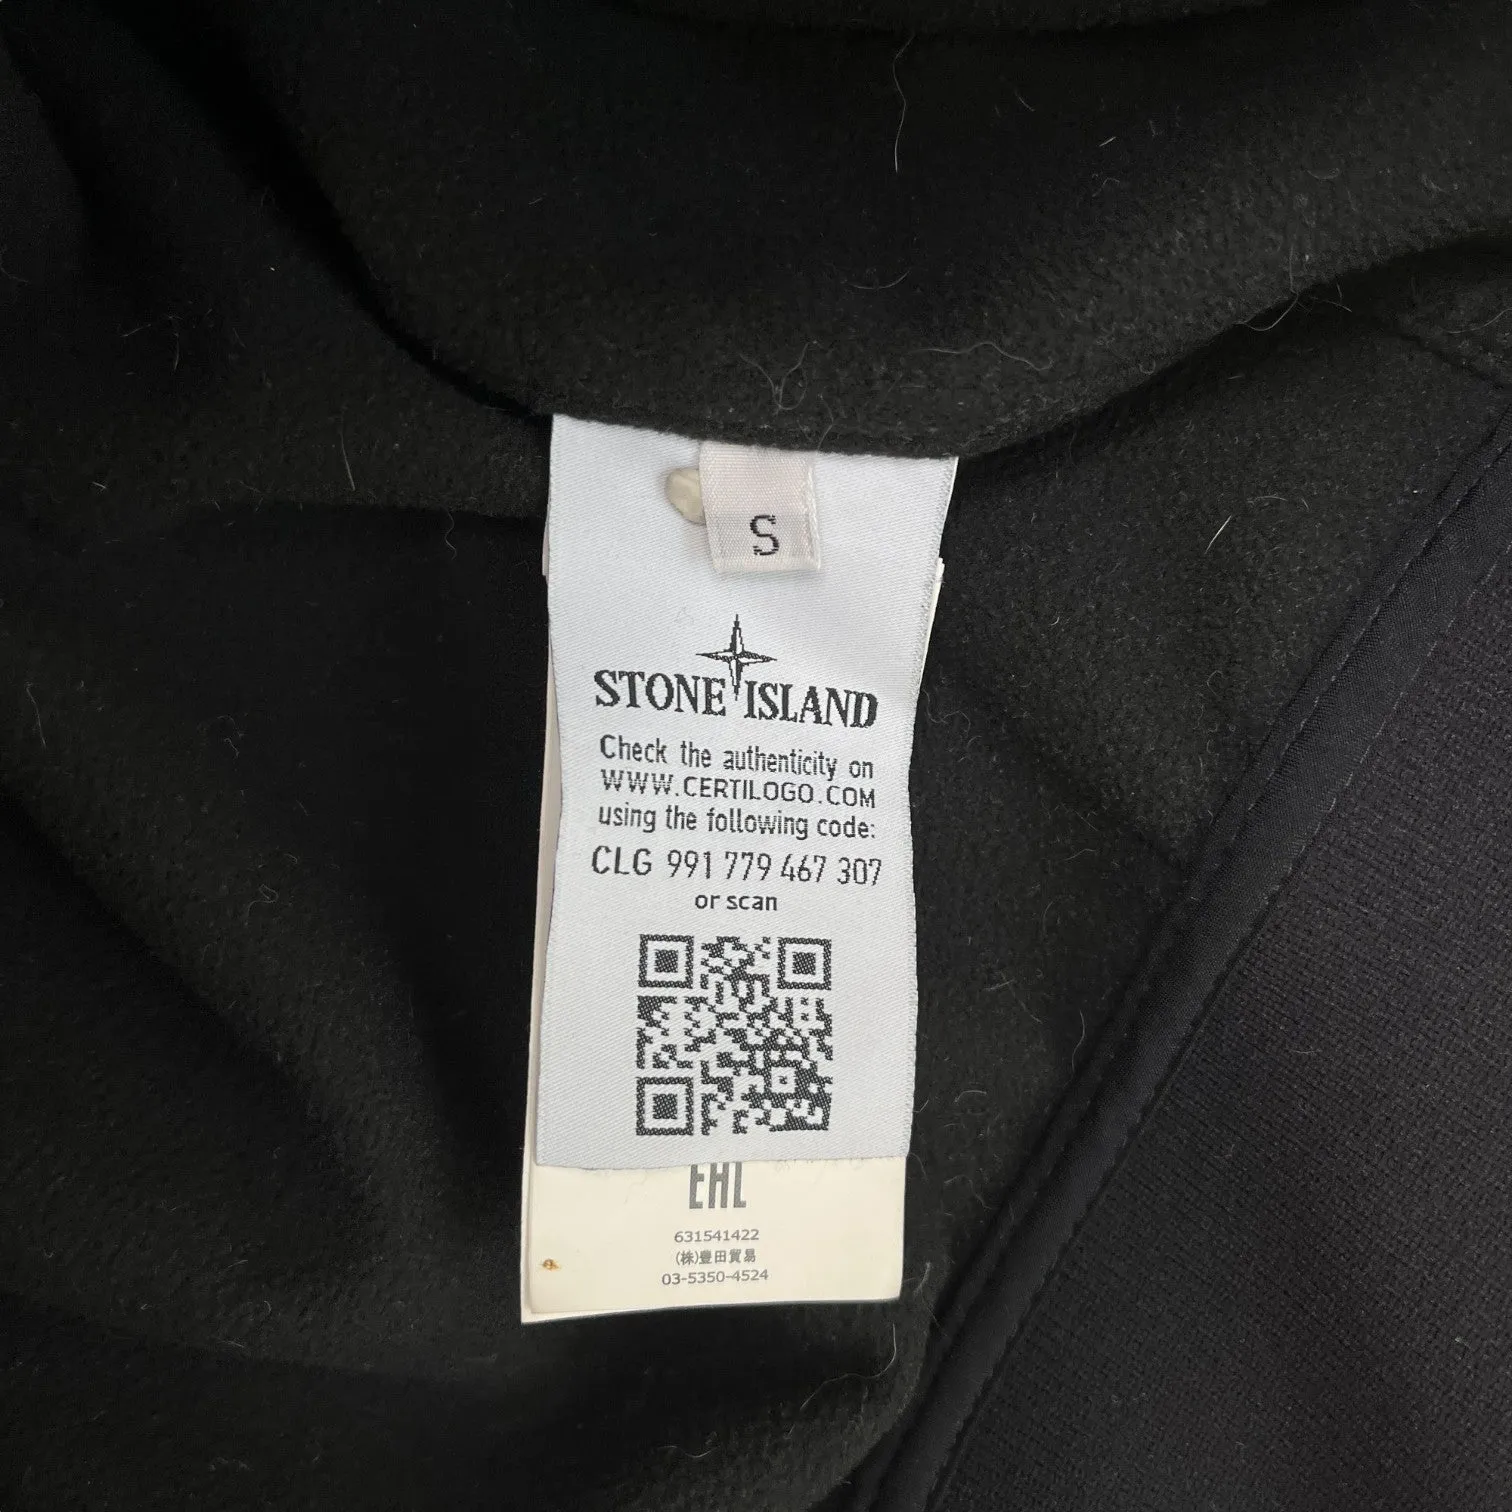 S
STONE ISLAND
Check the authenticity on
WWW.CERTILOGO.COM
using the following code:
CLG 991 779 467 307
or scan
EAC
631541422
(株)豊田貿易
03-5350-4524